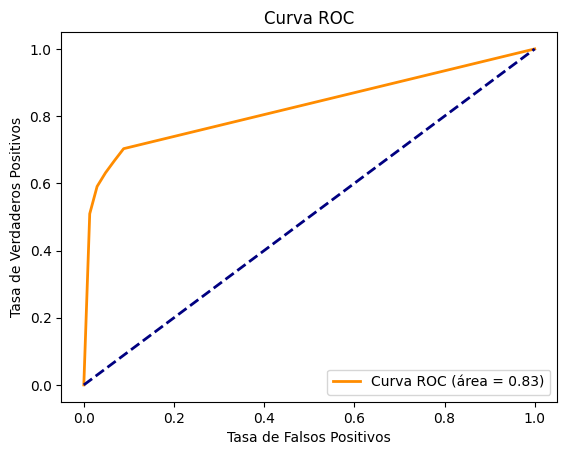 Curva ROC
Tasa de Verdaderos Positivos
1.0
0.8
0.6
0.4
0.2
0.0
0.0 0.2 0.4 0.6 0.8 1.0
Tasa de Falsos Positivos
Curva ROC (área = 0.83)